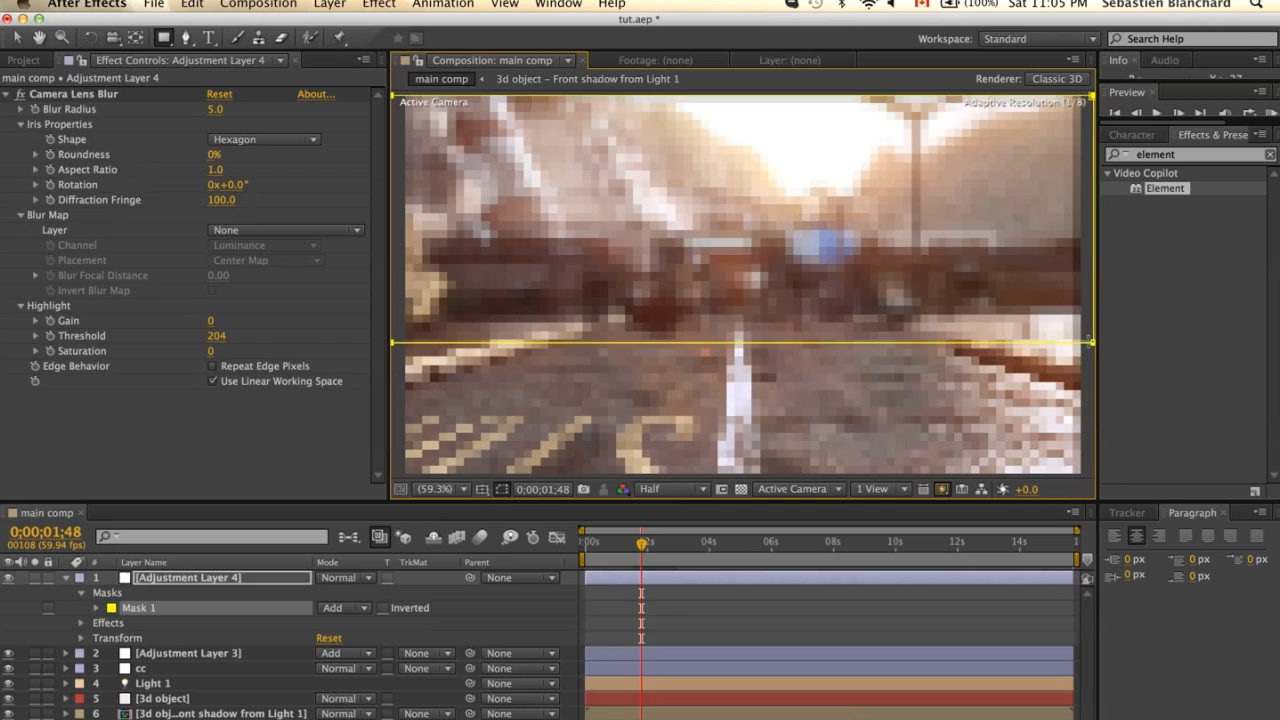 After Effects File Edit Composition Layer Effect Animation View Window Help (100%) Sat 11:05 PM Sebastien Blanchard
tut.aep *
Workspace: Standard Search Help
Project Effect Controls: Adjustment Layer 4 Composition: main comp Footage: (none) Layer: (none) Info Audio
main comp • Adjustment Layer 4 main comp 3d object – Front shadow from Light 1 Renderer: Classic 3D
Camera Lens Blur Reset About... Active Camera Adaptive Resolution (1/8) Preview
Blur Radius 5.0
Iris Properties
Shape Hexagon Character Effects & Prese
Roundness 0% element
Aspect Ratio 1.0 Video Copilot
Rotation 0x+0.0° Element
Diffraction Fringe 100.0
Blur Map
Layer None
Channel Luminance
Placement Center Map
Blur Focal Distance 0.00
Invert Blur Map
Highlight
Gain 0
Threshold 204
Saturation 0
Edge Behavior Repeat Edge Pixels
Use Linear Working Space
(59.3%) 0;00;01;48 Half Active Camera 1 View +0.0
main comp Tracker Paragraph
0;00;01;48
00108 (59.94 fps) :00s 2s 04s 06s 08s 10s 12s 14s 1
# Layer Name Mode T TrkMat Parent 0 px 0 px 0 px
1 [Adjustment Layer 4] Normal None 0 px 0 px
Masks
Mask 1 Add Inverted
Effects
Transform Reset
2 [Adjustment Layer 3] Add None None
3 cc Normal None None
4 Light 1 None
5 [3d object] Normal None None
6 [3d obj...ont shadow from Light 1] Normal None None